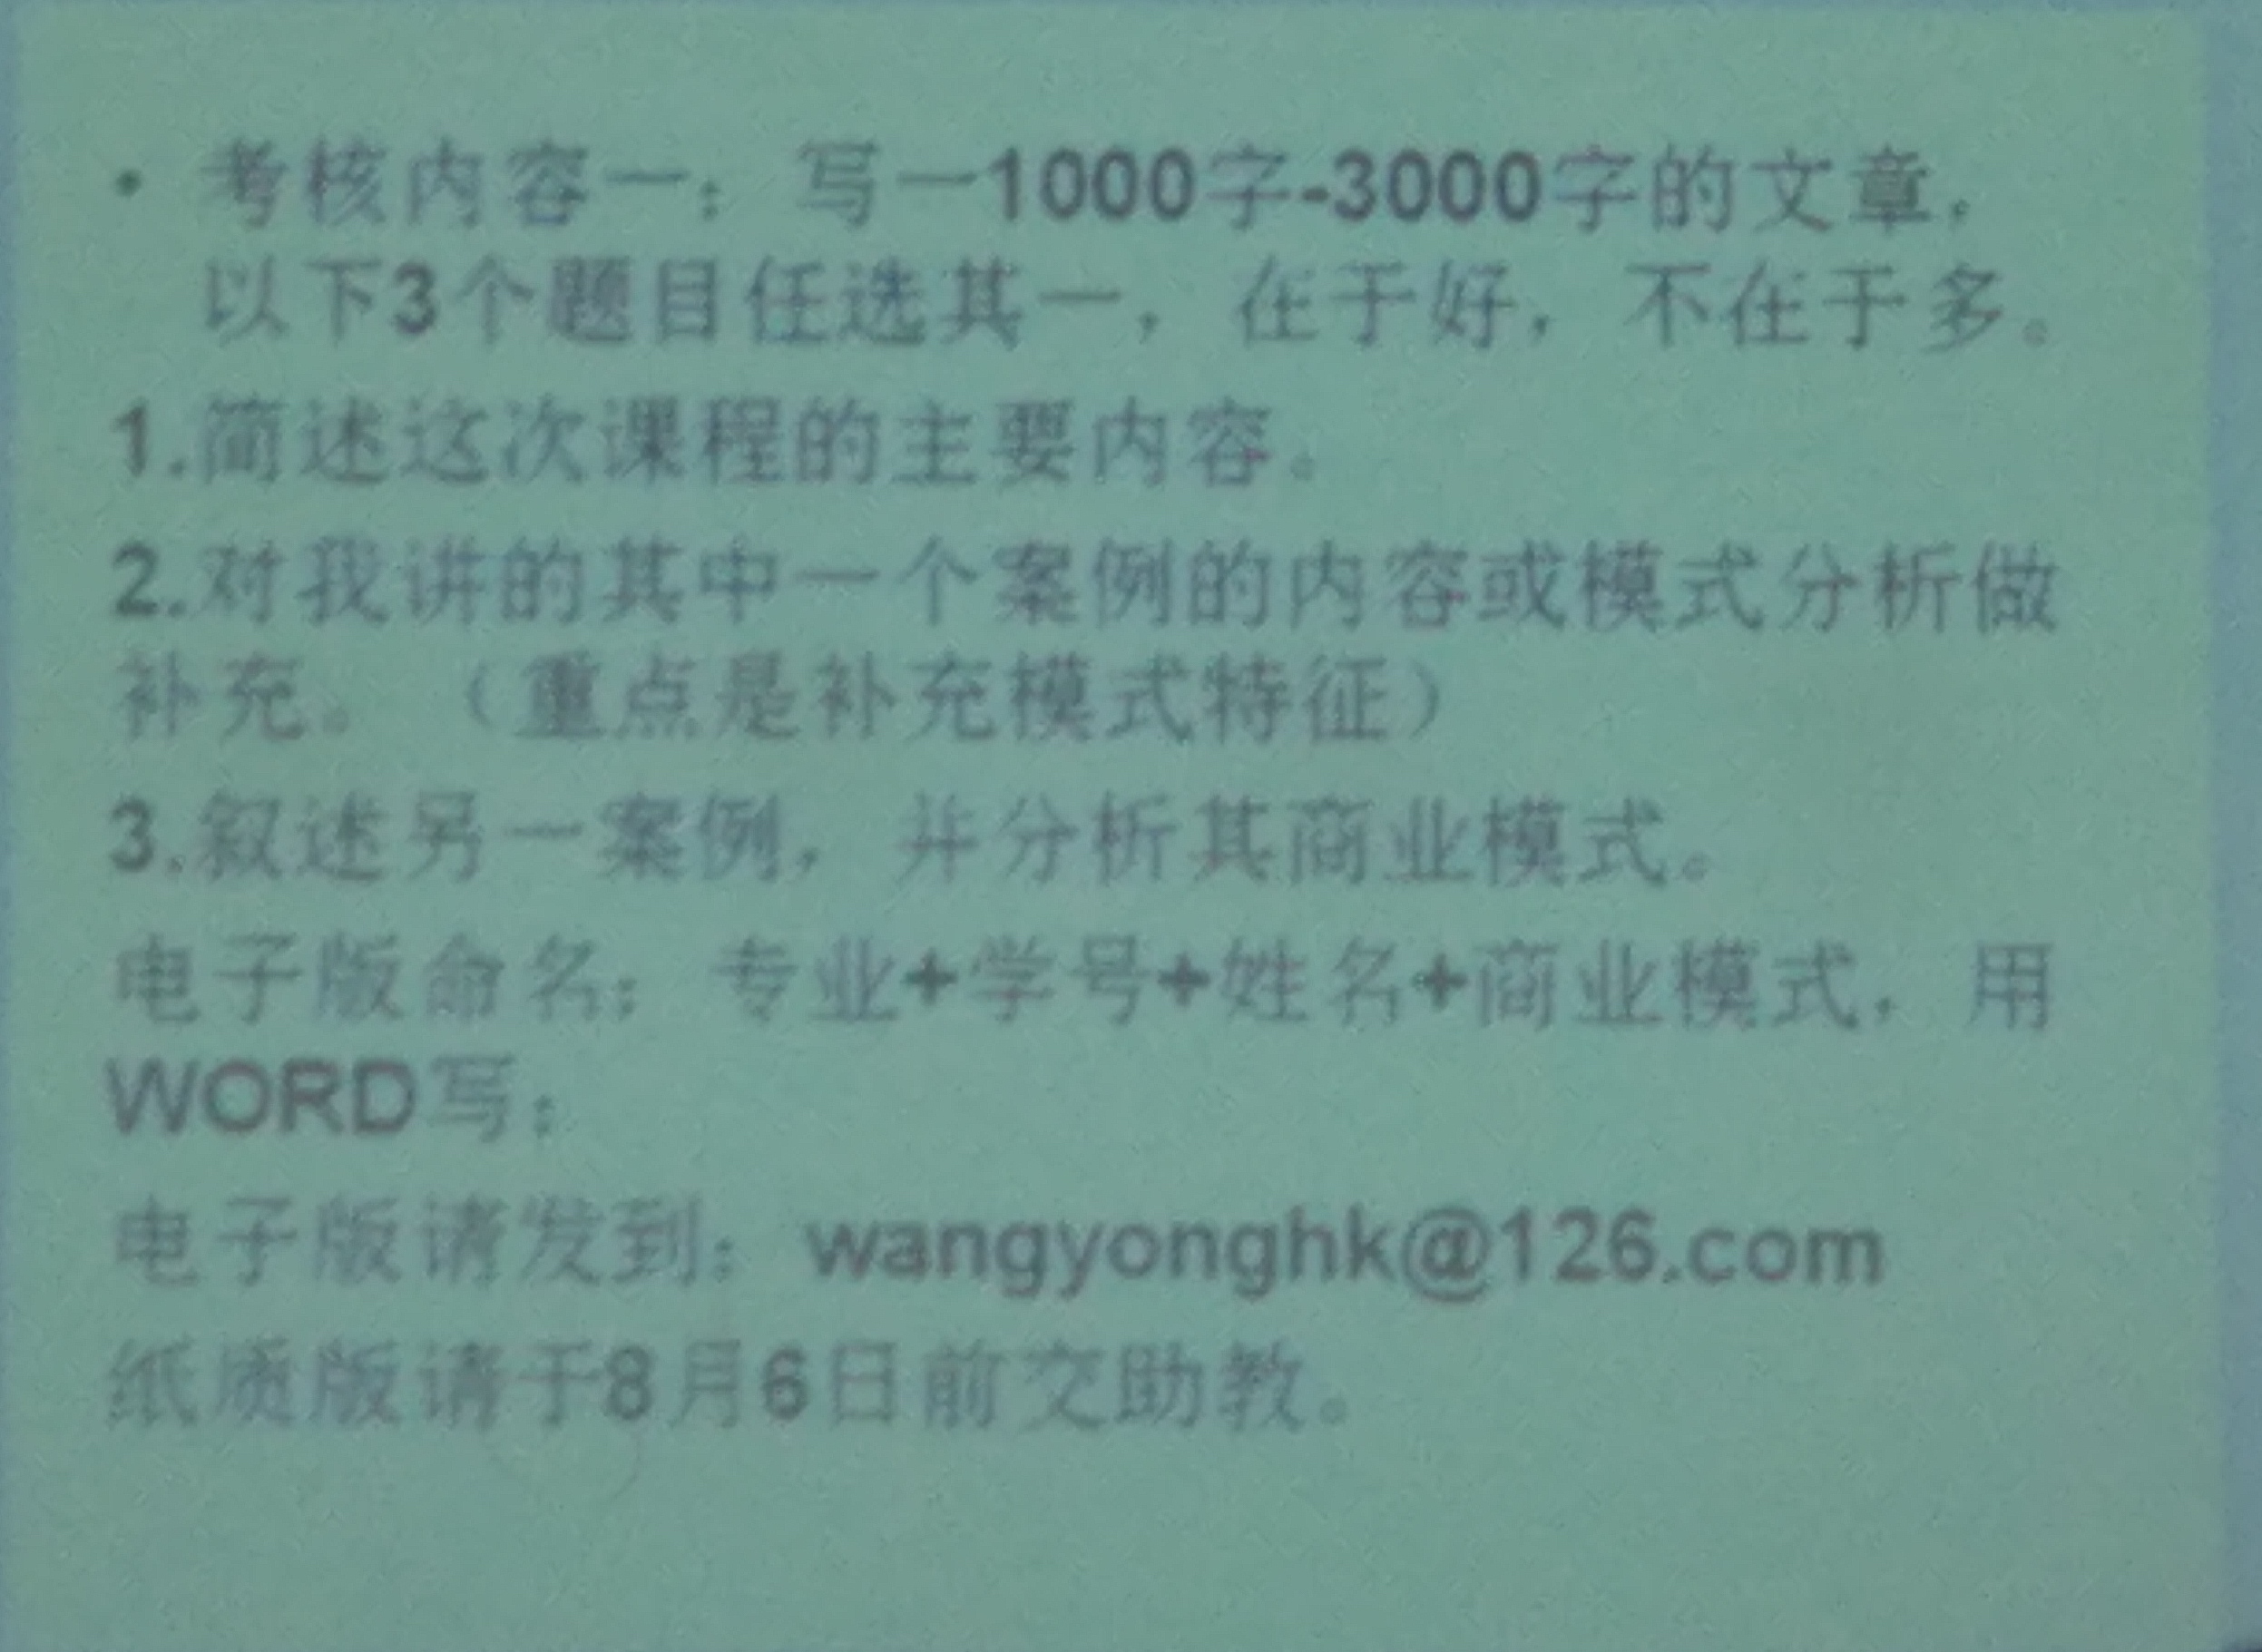 • 考核内容一：写一1000字-3000字的文章，
以下3个题目任选其一，在于好，不在于多。
1.简述这次课程的主要内容。
2.对我讲的其中一个案例的内容或模式分析做
补充。（重点是补充模式特征）
3.叙述另一案例，并分析其商业模式。
电子版命名：专业+学号+姓名+商业模式，用
WORD写；
电子版请发到：wangyonghk@126.com
纸质版请于8月6日前交助教。